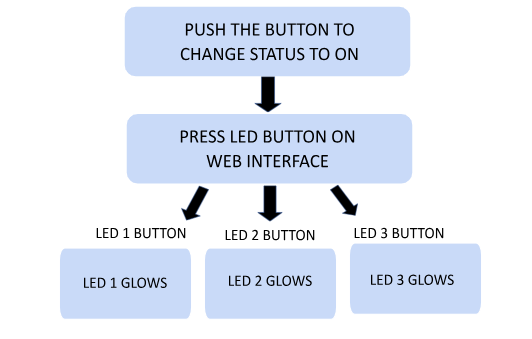 PUSH THE BUTTON TO
CHANGE STATUS TO ON
PRESS LED BUTTON ON
WEB INTERFACE
LED 1 BUTTON
LED 2 BUTTON
LED 3 BUTTON
LED 1 GLOWS
LED 2 GLOWS
LED 3 GLOWS